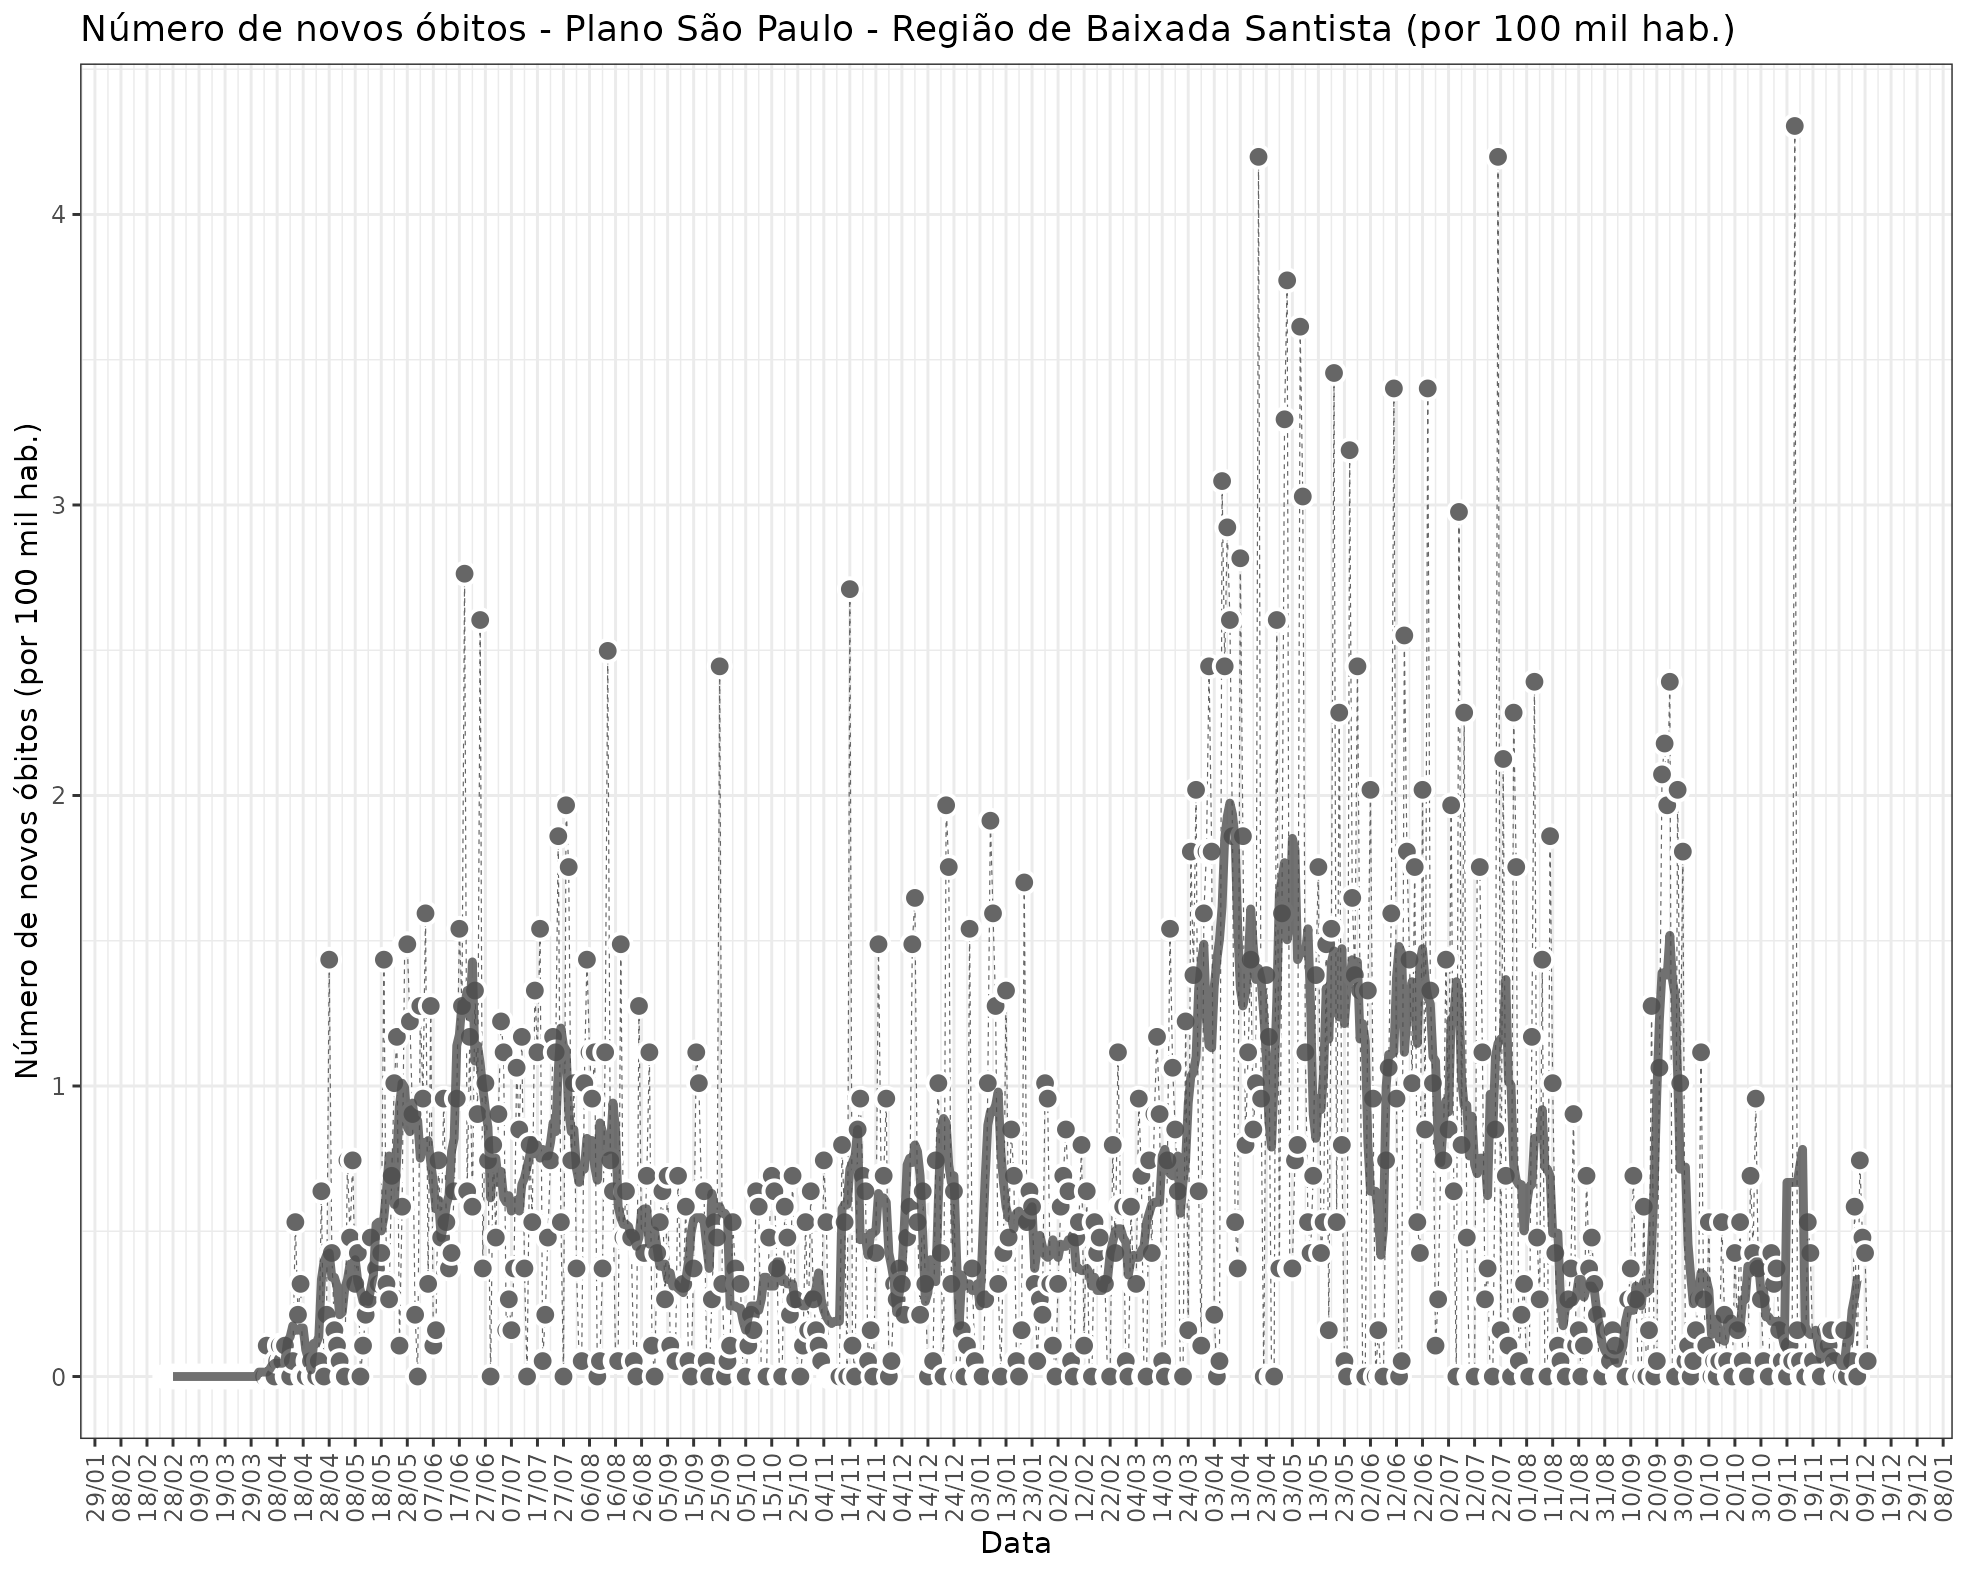 Número de novos óbitos - Plano São Paulo - Região de Baixada Santista (por 100 mil hab.)
Número de novos óbitos (por 100 mil hab.)
4
3
2
1
0
29/01 08/02 18/02 28/02 09/03 19/03 29/03 08/04 18/04 28/04 08/05 18/05 28/05 07/06 17/06 27/06 07/07 17/07 27/07 06/08 16/08 26/08 05/09 15/09 25/09 05/10 15/10 25/10 04/11 14/11 24/11 04/12 14/12 24/12 03/01 13/01 23/01 02/02 12/02 22/02 04/03 14/03 24/03 03/04 13/04 23/04 03/05 13/05 23/05 02/06 12/06 22/06 02/07 12/07 22/07 01/08 11/08 21/08 31/08 10/09 20/09 30/09 10/10 20/10 30/10 09/11 19/11 29/11 09/12 19/12 29/12 08/01
Data